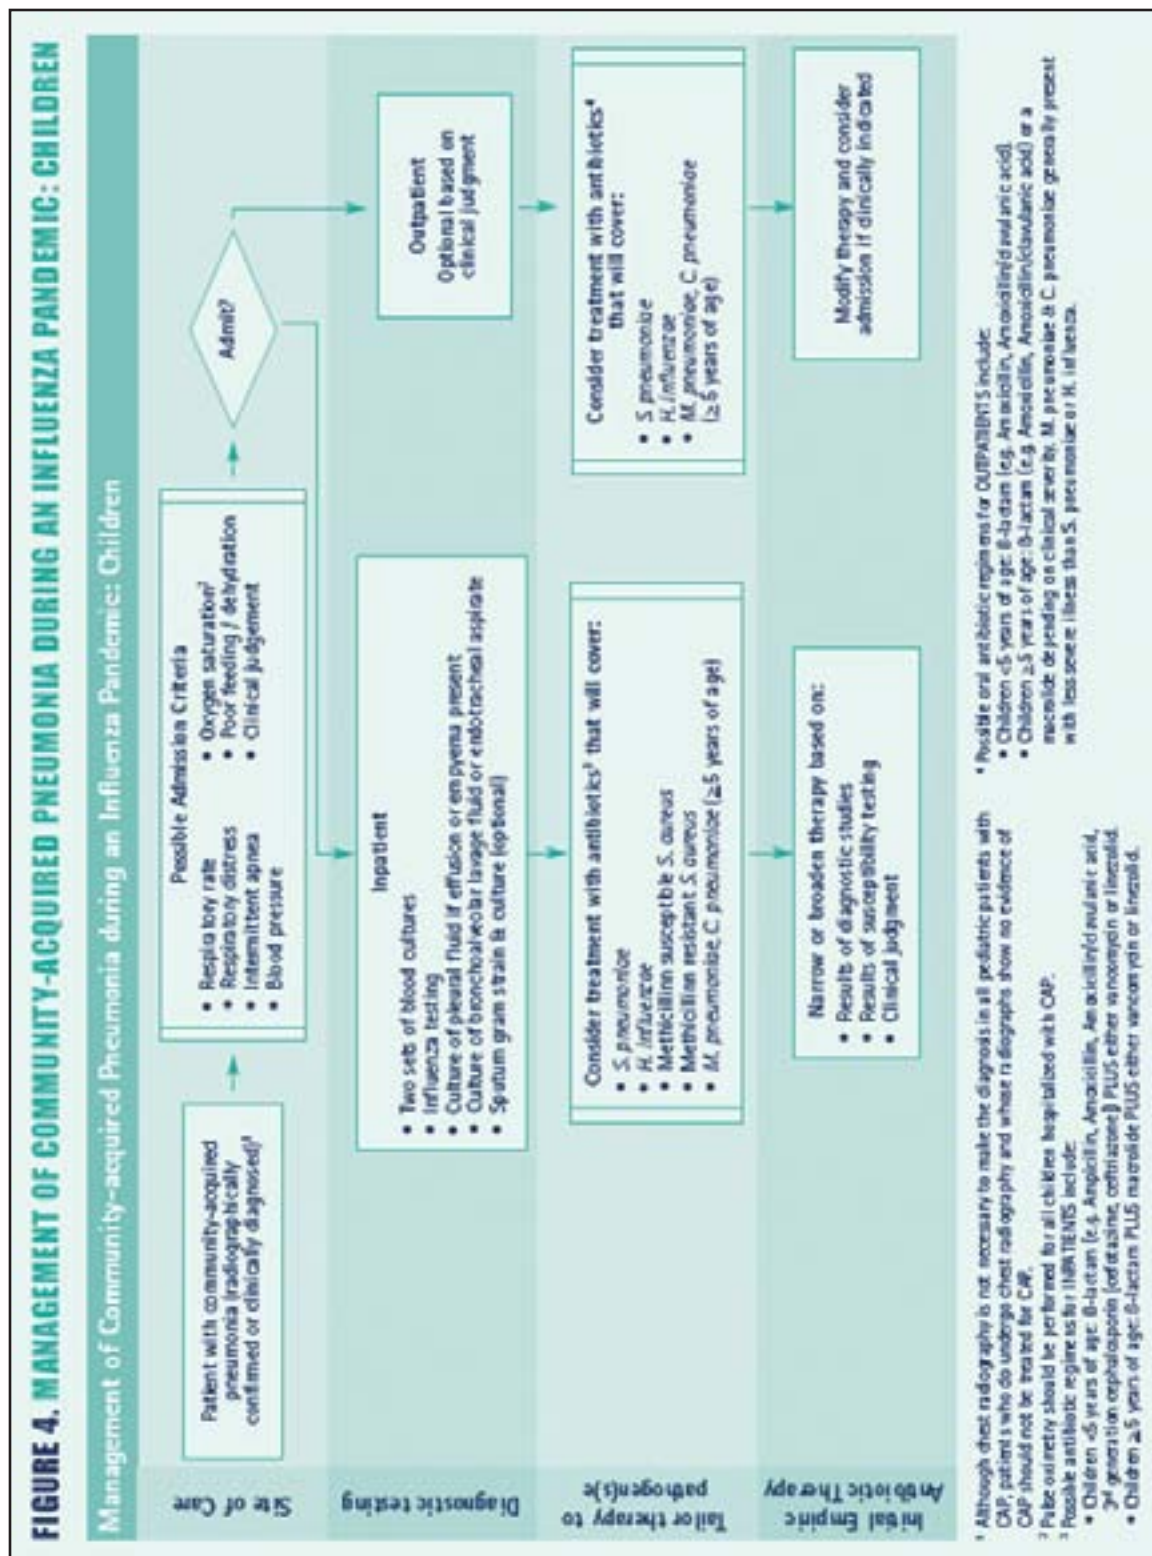 FIGURE 4. MANAGEMENT OF COMMUNITY-ACQUIRED PNEUMONIA DURING AN INFLUENZA PANDEMIC: CHILDREN
Management of Community-acquired Pneumonia during an Influenza Pandemic: Children
Site of Care
Patient with community-acquired
pneumonia (radiographically
confirmed or clinically diagnosed)
Possible Admission Criteria
• Respiratory rate
• Respiratory distress
• Intermittent apnea
• Blood pressure
• Oxygen saturation²
• Poor feeding / dehydration
• Clinical judgement
Admit?
Diagnostic testing
Inpatient
• Two sets of blood cultures
• Influenza testing
• Culture of pleural fluid if effusion or empyema present
• Culture of bronchoalveolar lavage fluid or endotracheal aspirate
• Sputum gram strain & culture (optional)
Outpatient
Optional based on
clinical judgment
Tailor therapy to
pathogen(s)c
Consider treatment with antibiotics³ that will cover:
• S. pneumoniae
• H. influenzae
• Methicillinn susceptible S. aureus
• Methicillinn resistant S. aureus
• M. pneumoniae, C. pneumoniae (≥5 years of age)
Consider treatment with antibiotics⁴
that will cover:
• S. pneumoniae
• H. influenzae
• M. pneumoniae, C. pneumoniae
(≥5 years of age)
Initial Empiric
Antibiotic Therapy
Narrow or broaden therapy based on:
• Results of diagnostic studies
• Results of susceptibility testing
• Clinical judgment
Modify therapy and consider
admission if clinically indicated
¹ Although chest radiography is not necessary to make the diagnosis in all pediatric patients with
CAP, patients who do undergo chest radiography and whose radiographs show no evidence of
CAP should not be treated for CAP.
² Pulse oximetry should be performed for all children hospitalized with CAP.
³ Possible antibiotic regimens for INPATIENTS include:
• Children <5 years of age: β-lactam (e.g. Ampicillin, Amoxicillin, Amoxicillin/clavulanic acid,
3rd generation cephalosporin [cefotaxime, ceftriaxone]) PLUS either vancomycin or linezolid.
• Children ≥5 years of age: β-lactam PLUS macrolide PLUS either vancomycin or linezolid.
⁴ Possible oral antibiotic regimens for OUTPATIENTS include:
• Children <5 years of age: β-lactam (e.g. Amoxicillin, Amoxicillin/clavulanic acid).
• Children ≥5 years of age: β-lactam (e.g. Amoxicillin, Amoxicillin/clavulanic acid) or a
macrolide depending on clinical severity. M. pneumoniae & C. pneumoniae generally present
with less severe illness than S. pneumoniae or H. influenza.